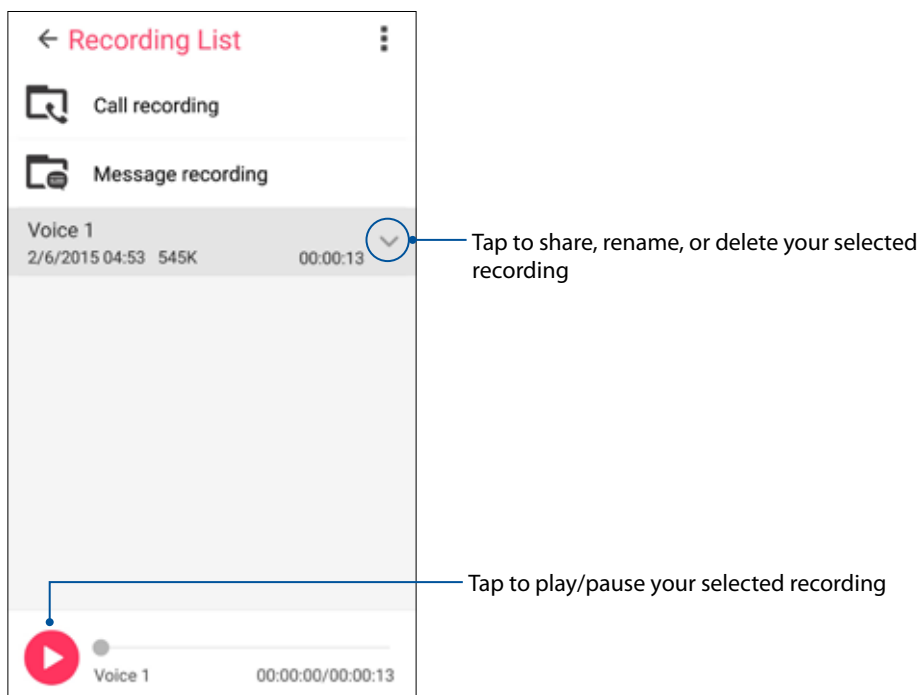 Recording List
Call recording
Message recording
Voice 1
2/6/2015 04:53 545K 00:00:13
Tap to share, rename, or delete your selected
recording
Tap to play/pause your selected recording
Voice 1 00:00:00/00:00:13